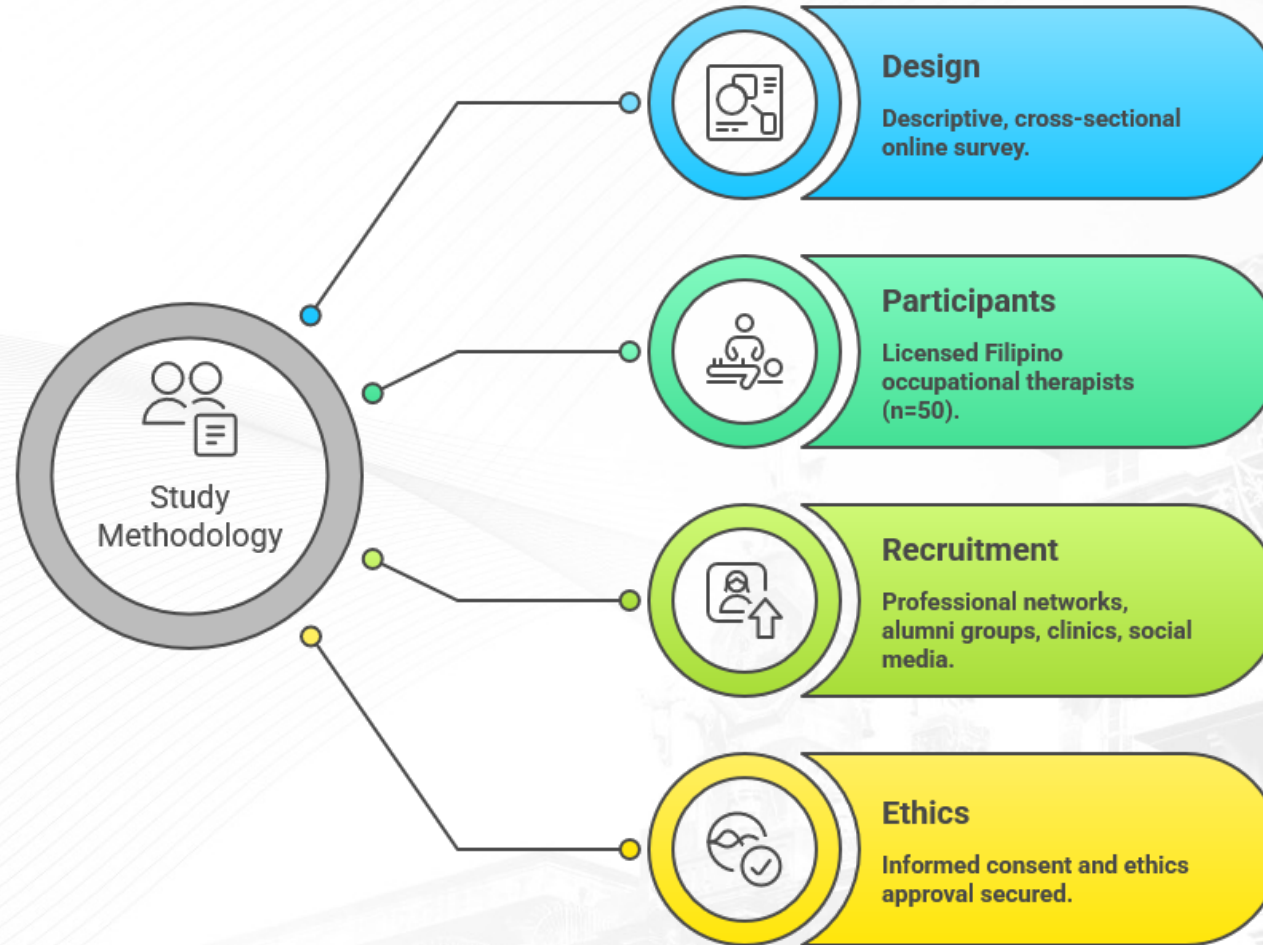 Study
Methodology
Design
Descriptive, cross-sectional
online survey.
Participants
Licensed Filipino
occupational therapists
(n=50).
Recruitment
Professional networks,
alumni groups, clinics, social
media.
Ethics
Informed consent and ethics
approval secured.